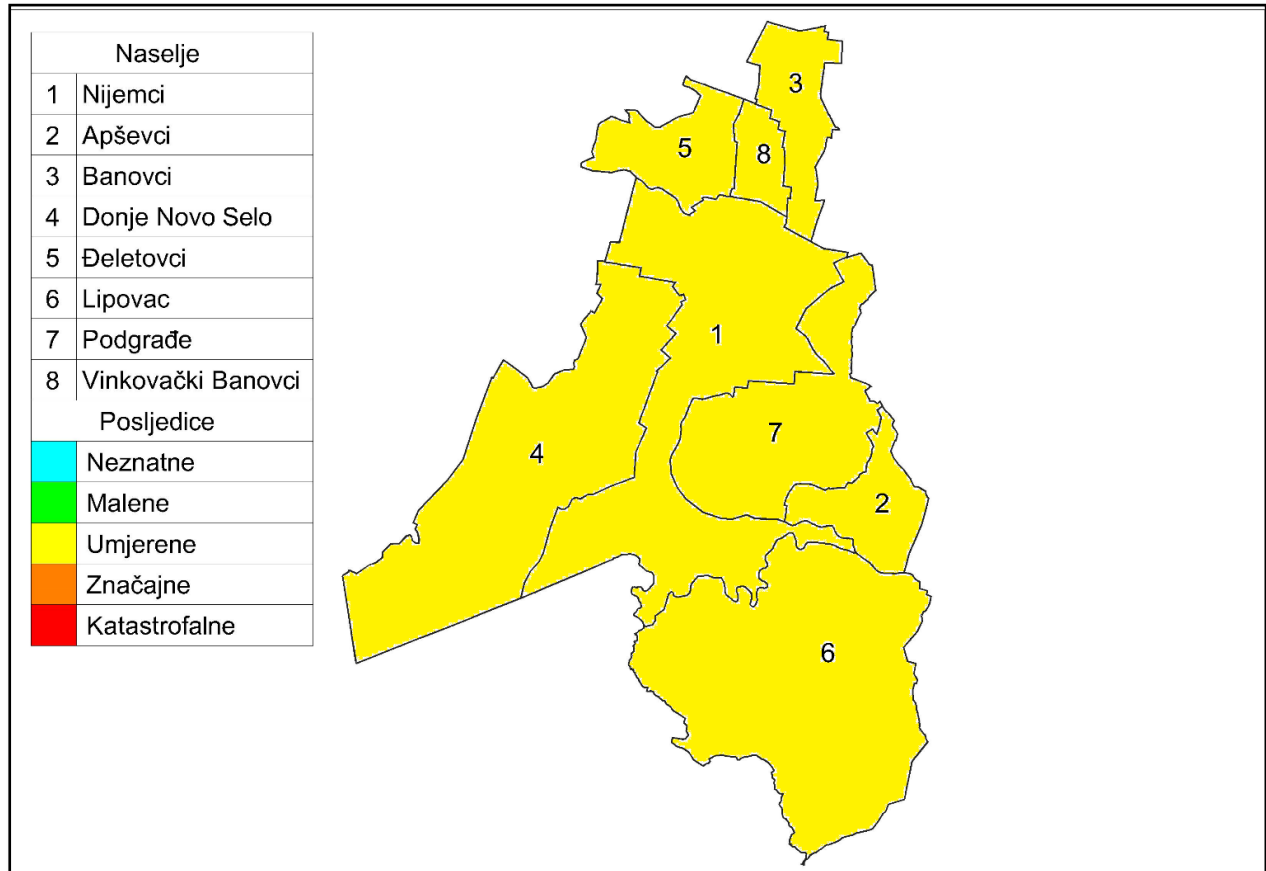 Naselje
1 Nijemci
2 Apševci
3 Banovci
4 Donje Novo Selo
5 Đeletovci
6 Lipovac
7 Podgrađe
8 Vinkovački Banovci
Posljedice
Neznatne
Malene
Umjerene
Značajne
Katastrofalne
3
5
8
1
7
4
2
6